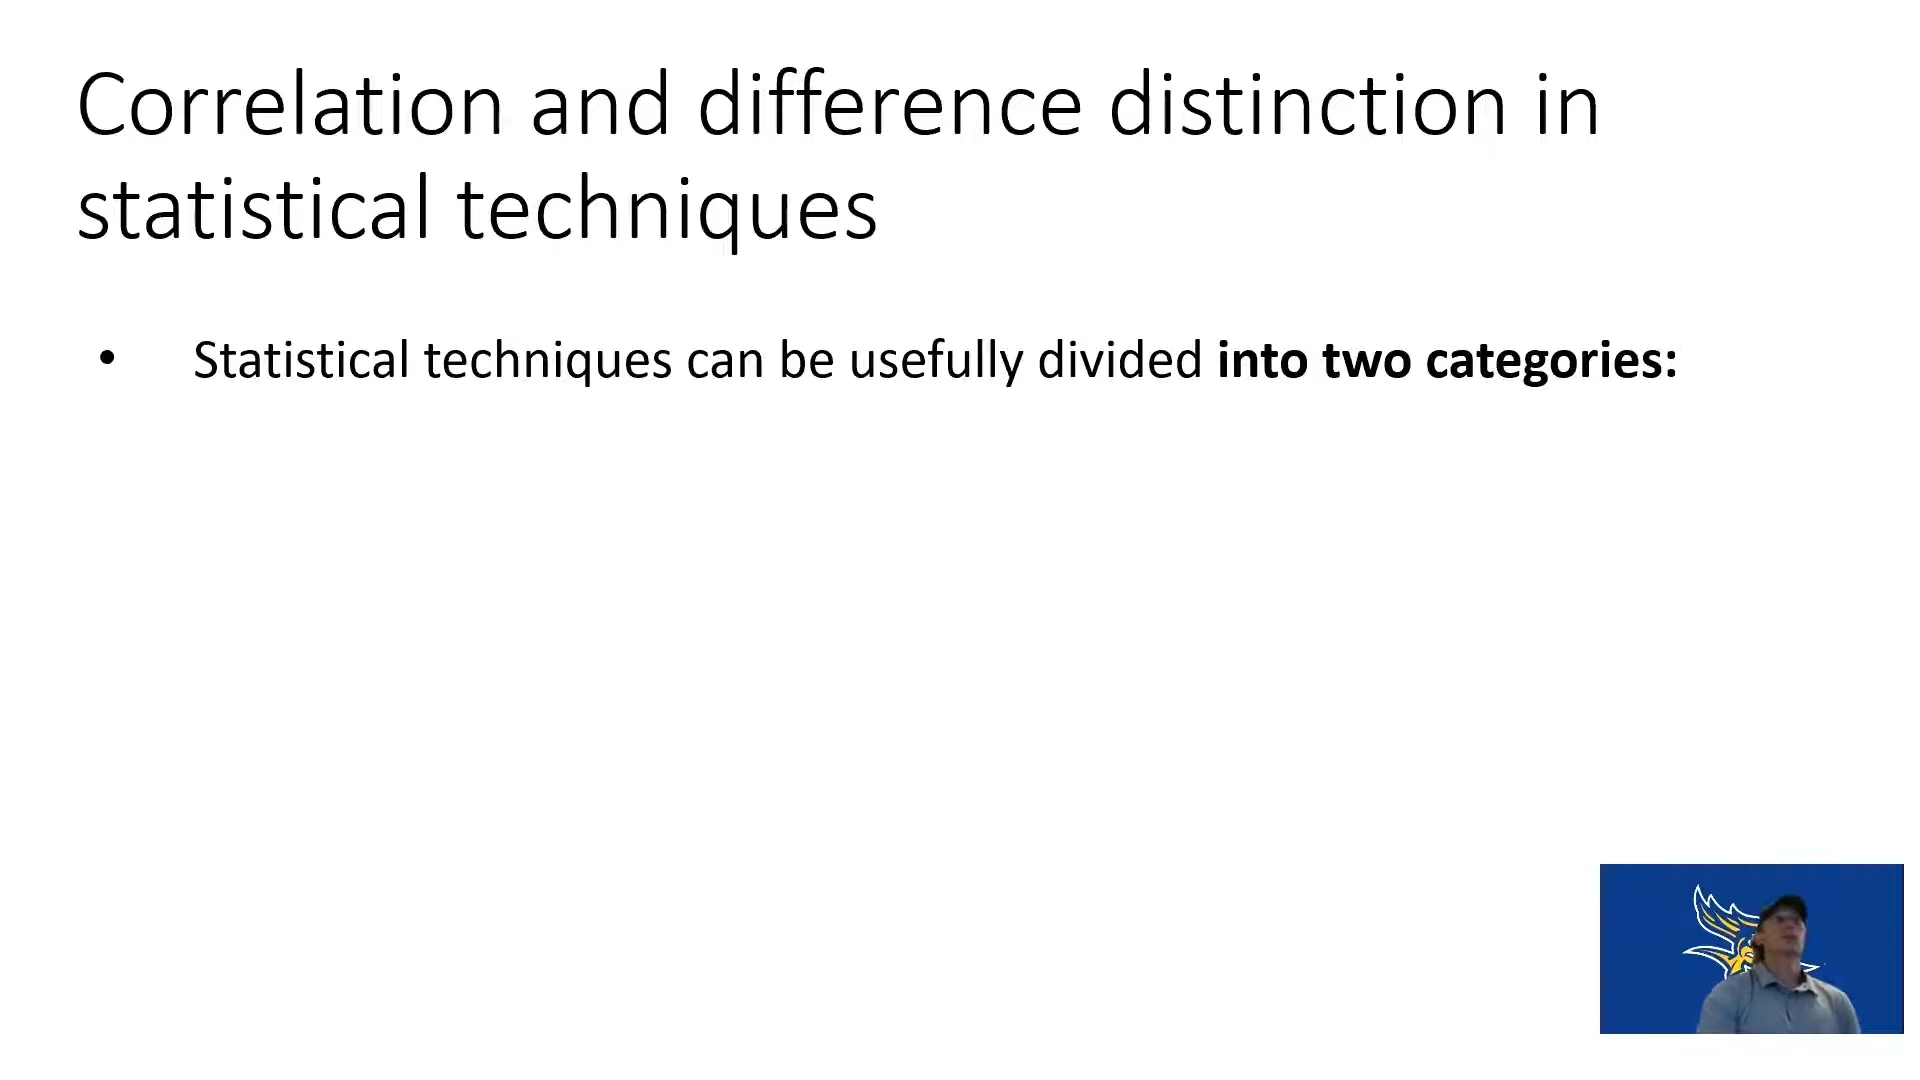 Correlation and difference distinction in
statistical techniques
• Statistical techniques can be usefully divided into two categories: